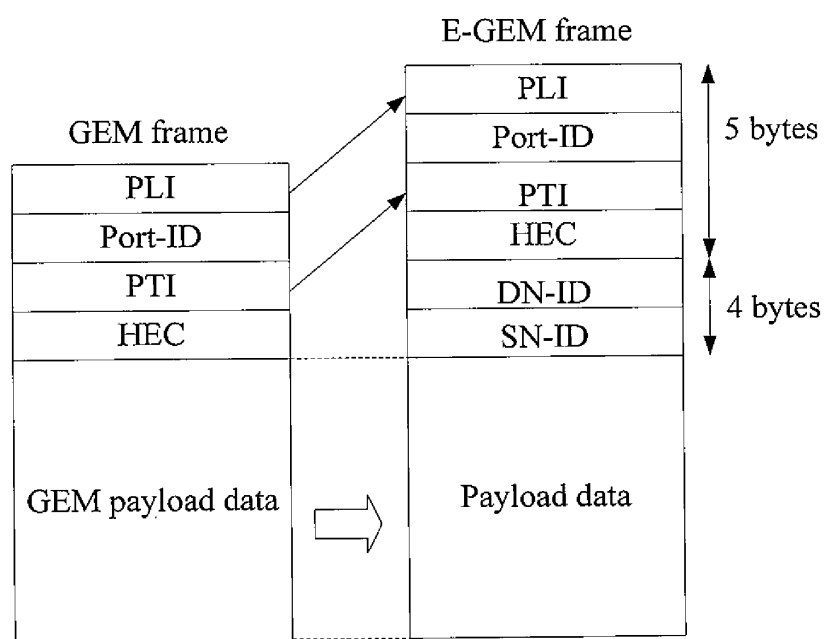 GEM frame
PLI
Port-ID
PTI
HEC
GEM payload data
E-GEM frame
PLI
Port-ID
PTI
HEC
DN-ID
SN-ID
Payload data
5 bytes
4 bytes